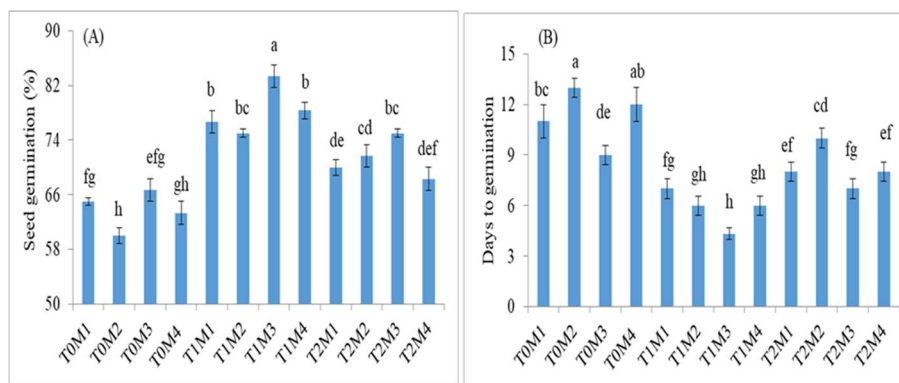 (A)
Seed germination (%)
90
82
74
66
58
50
fg
h
efg
gh
b
bc
a
b
de
cd
bc
def
T0M1
T0M2
T0M3
T0M4
T1M1
T1M2
T1M3
T1M4
T2M1
T2M2
T2M3
T2M4
(B)
Days to germination
15
12
9
6
3
0
bc
a
de
ab
fg
gh
h
gh
ef
cd
fg
ef
T0M1
T0M2
T0M3
T0M4
T1M1
T1M2
T1M3
T1M4
T2M1
T2M2
T2M3
T2M4